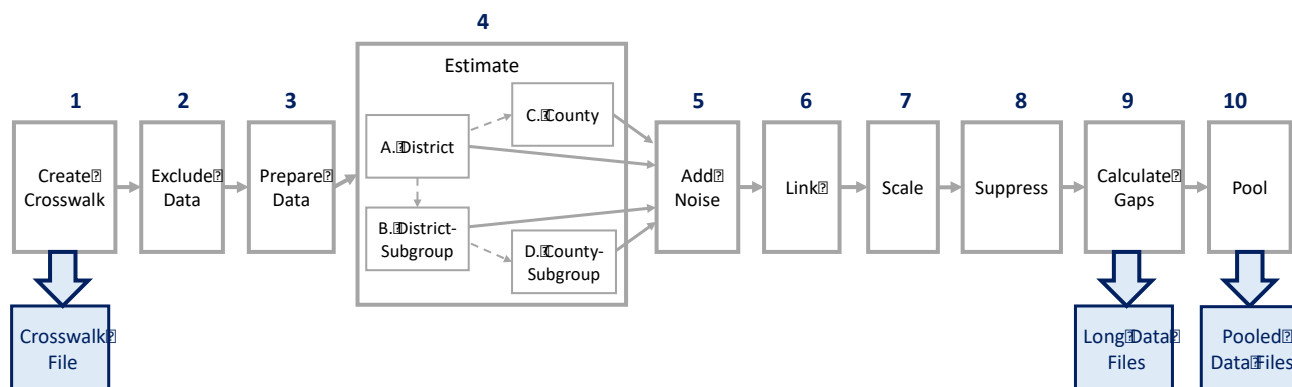 4
Estimate
1
2
3
5
6
7
8
9
10
C. County
A. District
Create
Crosswalk
Exclude
Data
Prepare
Data
Add
Noise
Link
Scale
Suppress
Calculate
Gaps
Pool
B. District-
Subgroup
D. County-
Subgroup
Crosswalk
File
Long Data
Files
Pooled
Data Files